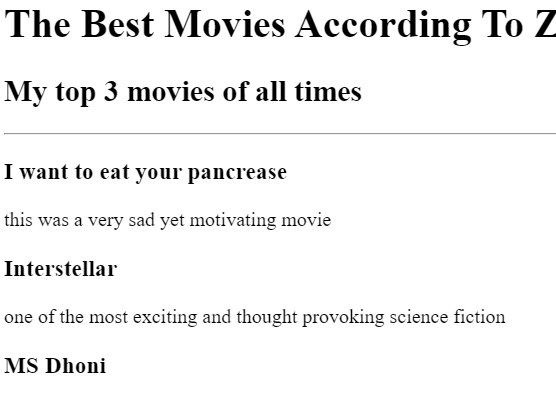 The Best Movies According To Z
My top 3 movies of all times
I want to eat your pancrease
this was a very sad yet motivating movie
Interstellar
one of the most exciting and thought provoking science fiction
MS Dhoni